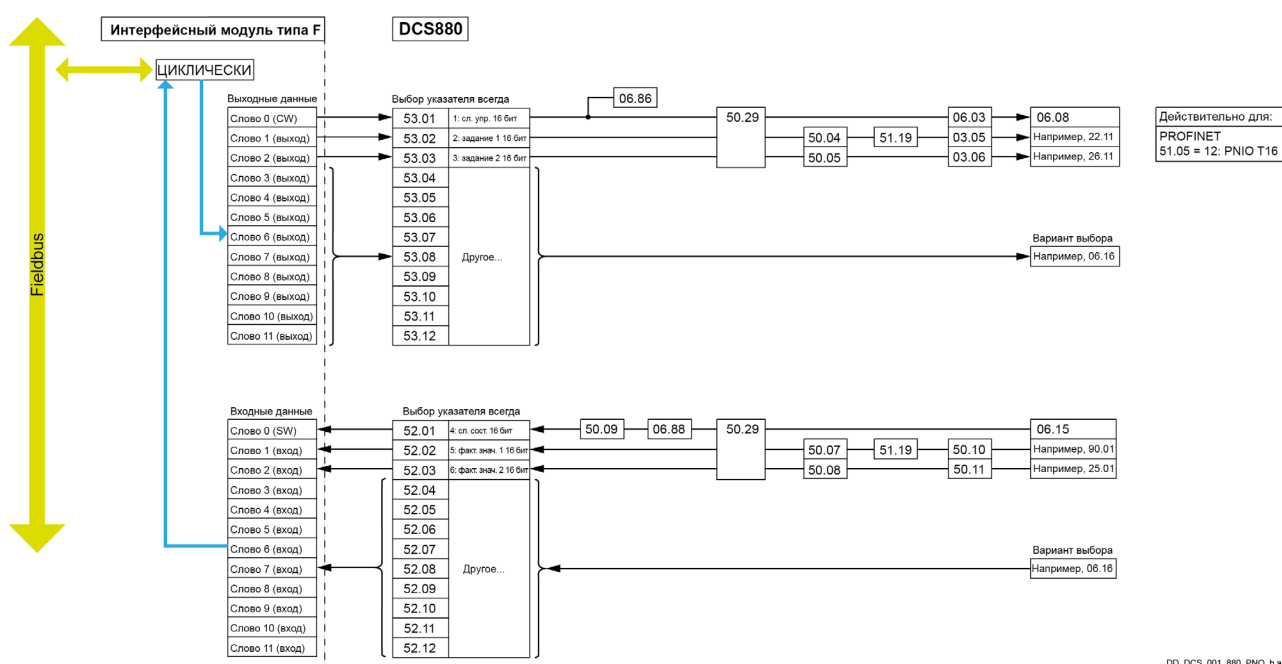 Интерфейсный модуль типа F
DCS880
ЦИКЛИЧЕСКИ
Fieldbus
Выходные данные
Выбор указателя всегда
06.86
Слово 0 (CW)
53.01
1: сл. упр. 16 бит
50.29
06.03
06.08
Слово 1 (выход)
53.02
2: задание 1 16 бит
50.04
51.19
03.05
Например, 22.11
Слово 2 (выход)
53.03
3: задание 2 16 бит
50.05
03.06
Например, 26.11
Действительно для:
PROFINET
51.05 = 12: PNIO T16
Слово 3 (выход)
53.04
Слово 4 (выход)
53.05
Слово 5 (выход)
53.06
Слово 6 (выход)
53.07
Вариант выбора
Слово 7 (выход)
53.08
Другое...
Например, 06.16
Слово 8 (выход)
53.09
Слово 9 (выход)
53.10
Слово 10 (выход)
53.11
Слово 11 (выход)
53.12
Входные данные
Выбор указателя всегда
Слово 0 (SW)
52.01
4: сл. сост. 16 бит
50.09
06.88
50.29
06.15
Слово 1 (вход)
52.02
5: факт. знач. 1 16 бит
50.07
51.19
50.10
Например, 90.01
Слово 2 (вход)
52.03
6: факт. знач. 2 16 бит
50.08
50.11
Например, 25.01
Слово 3 (вход)
52.04
Слово 4 (вход)
52.05
Слово 5 (вход)
52.06
Слово 6 (вход)
52.07
Вариант выбора
Слово 7 (вход)
52.08
Другое...
Например, 06.16
Слово 8 (вход)
52.09
Слово 9 (вход)
52.10
Слово 10 (вход)
52.11
Слово 11 (вход)
52.12